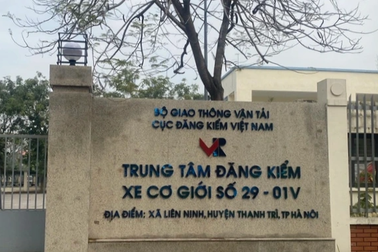 BỘ GIAO THÔNG VẬN TẢI
CỤC ĐĂNG KIỂM VIỆT NAM
VR
TRUNG TÂM ĐĂNG KIỂM
XE CƠ GIỚI SỐ 29 - 01V
ĐỊA ĐIỂM: XÃ LIÊN NINH, HUYỆN THANH TRÌ, TP HÀ NỘI